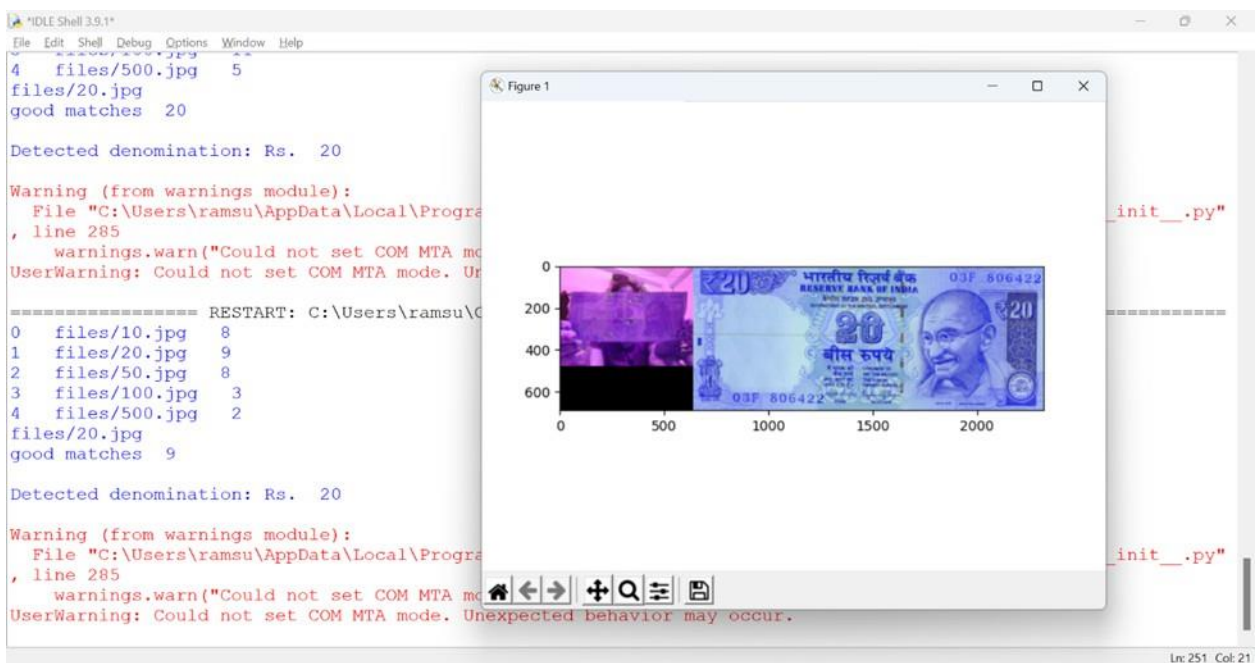 *IDLE Shell 3.9.1*
File Edit Shell Debug Options Window Help
4 files/500.jpg 5
files/20.jpg
good matches 20
Detected denomination: Rs. 20
Warning (from warnings module):
File "C:\Users\ramsu\AppData\Local\Progra
_init__.py"
, line 285
warnings.warn("Could not set COM MTA mo
UserWarning: Could not set COM MTA mode. Un
================= RESTART: C:\Users\ramsu\
===========
0 files/10.jpg 8
1 files/20.jpg 9
2 files/50.jpg 8
3 files/100.jpg 3
4 files/500.jpg 2
files/20.jpg
good matches 9
Detected denomination: Rs. 20
Warning (from warnings module):
File "C:\Users\ramsu\AppData\Local\Progra
_init__.py"
, line 285
warnings.warn("Could not set COM MTA mo
UserWarning: Could not set COM MTA mode. Unexpected behavior may occur.
Ln: 251 Col: 21
Figure 1
0
200
400
600
0 500 1000 1500 2000
₹20
भारतीय रिज़र्व बैंक
RESERVE BANK OF INDIA
03F 806422
₹20
20
बीस रुपये
03F 806422